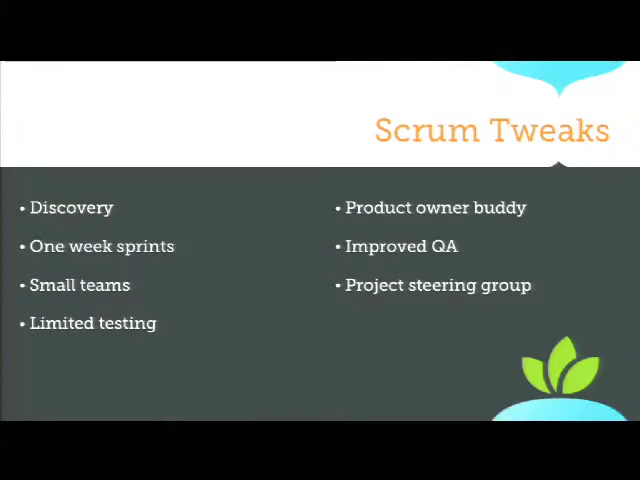 Scrum Tweaks
• Discovery
• One week sprints
• Small teams
• Limited testing
• Product owner buddy
• Improved QA
• Project steering group